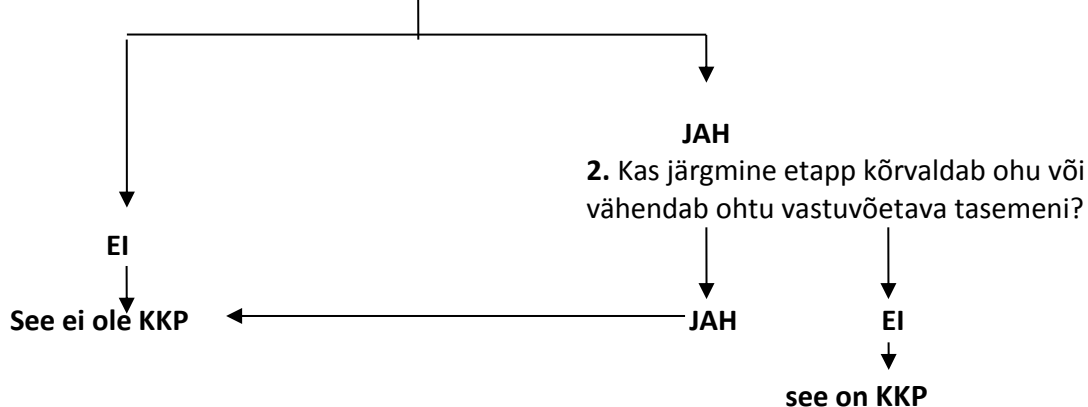 JAH
2. Kas järgmine etapp kõrvaldab ohu või
vähendab ohtu vastuvõetava tasemeni?
EI
See ei ole KKP
JAH
EI
see on KKP